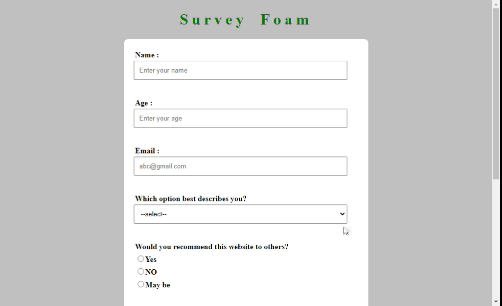 Survey Foam
Name :
Enter your name
Age :
Enter your age
Email :
abc@gmail.com
Which option best describes you?
--select--
Would you recommend this website to others?
Yes
NO
May be